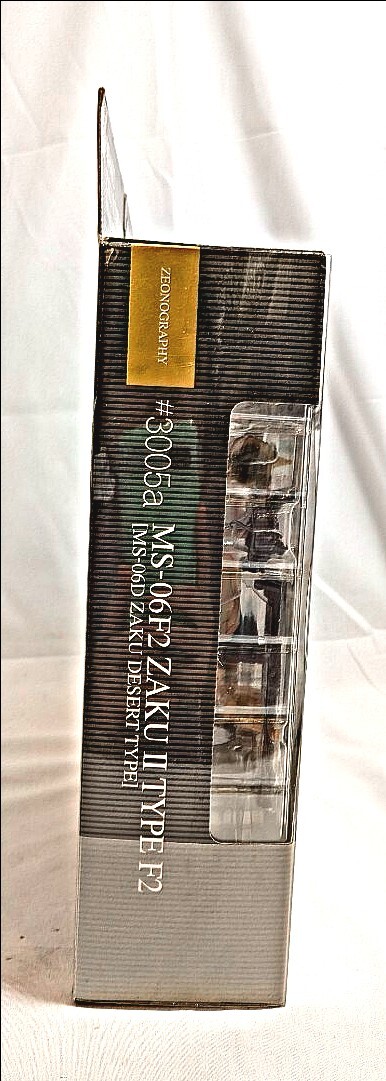 ZEONOGRAPHY
#3005a MS-06F2 ZAKU II TYPE F2
[MS-06D ZAKU DESERT TYPE]